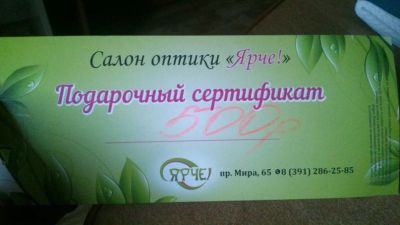 Салон оптики «Ярче!»
Подарочный сертификат
500р
ЯРЧЕ!
пр. Мира, 65 8 (391) 286-25-85